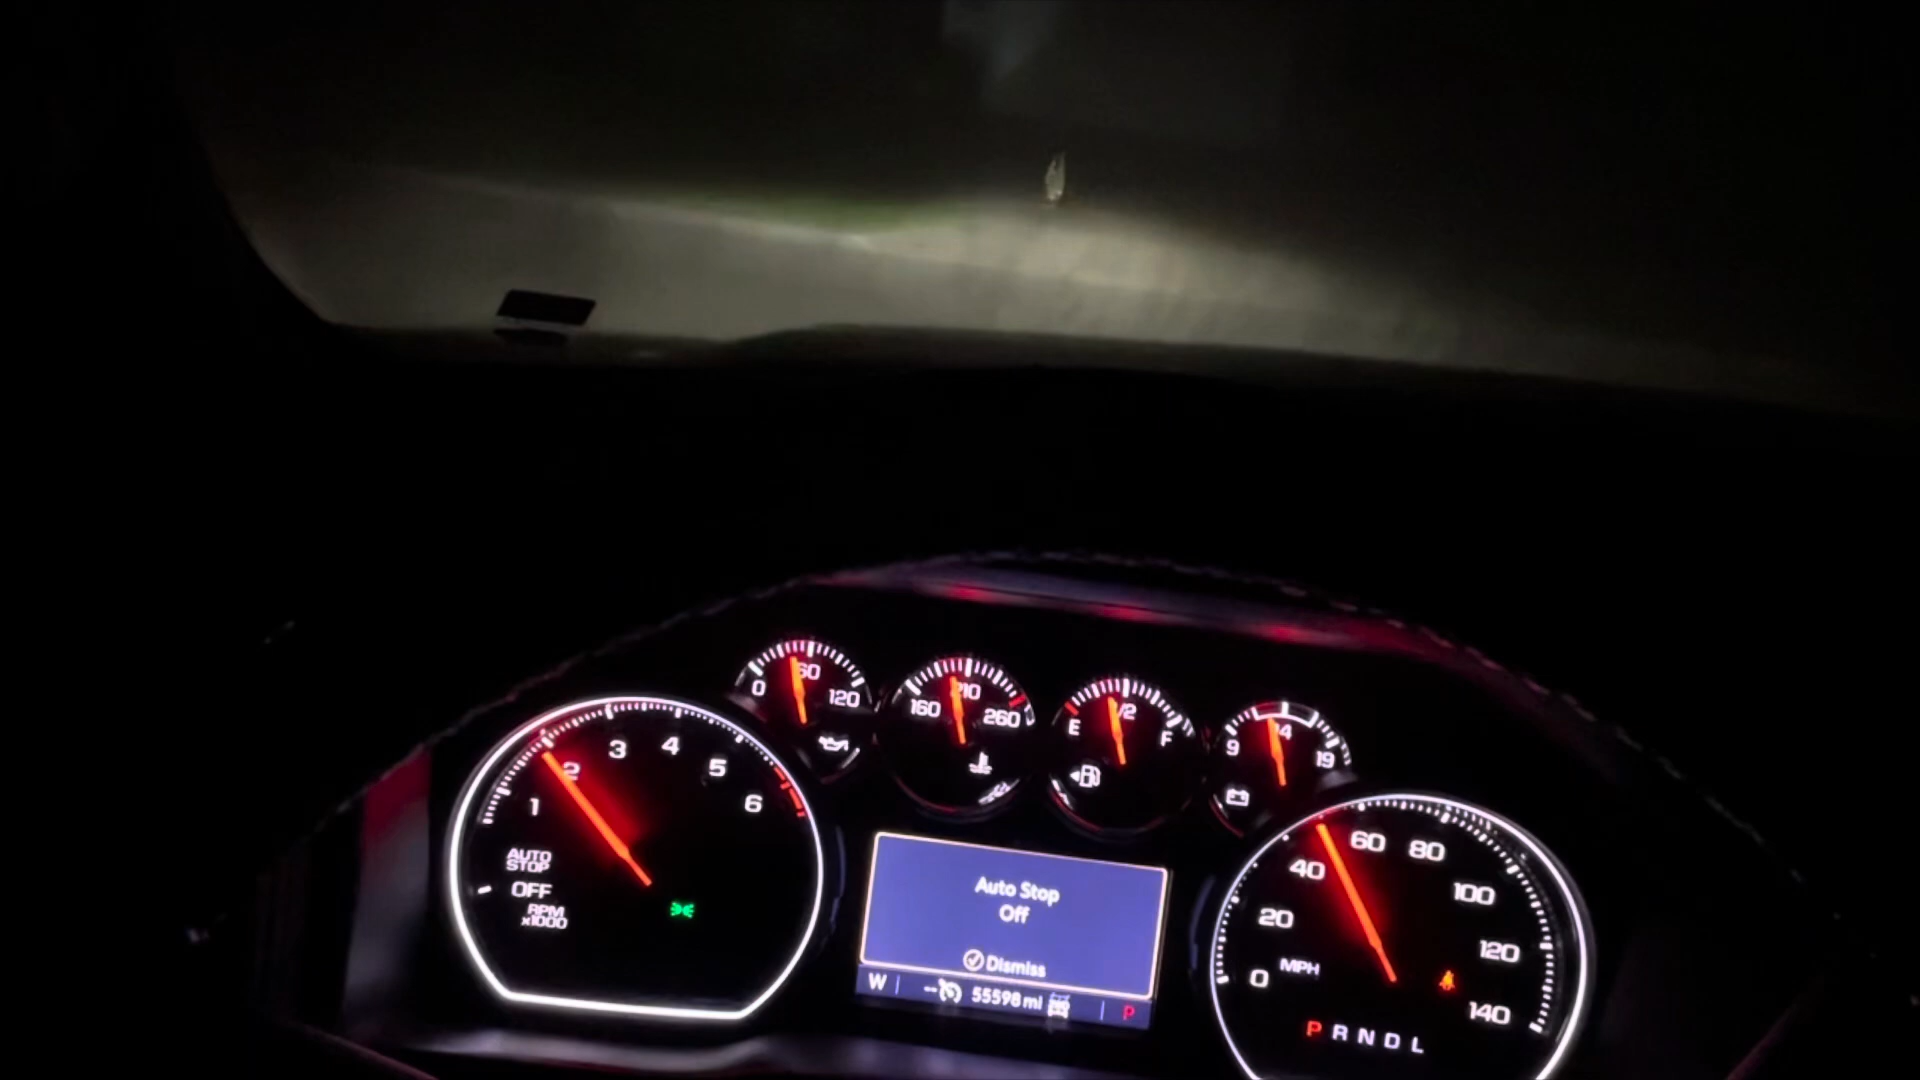 0 60 120
160 210 260
E 1/2 F
9 14 19
1 2 3 4 5 6
AUTO
STOP
OFF
RPM
x1000
Auto Stop
Off
Dismiss
W -- 55598 mi P
0 20 40 60 80 100 120 140
MPH
P R N D L